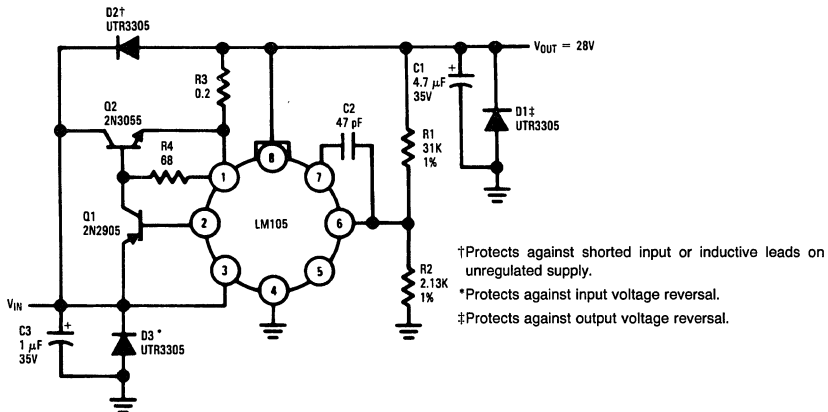 D2†
UTR3305
VOUT = 28V
R3
0.2
C1
+
4.7 μF
35V
D1‡
UTR3305
Q2
2N3055
C2
47 pF
R4
68
R1
31K
1%
8
1
7
Q1
2N2905
2
LM105
6
3
5
4
R2
2.13K
1%
VIN
C3
+
1 μF
35V
D3*
UTR3305
†Protects against shorted input or inductive leads on
unregulated supply.
*Protects against input voltage reversal.
‡Protects against output voltage reversal.